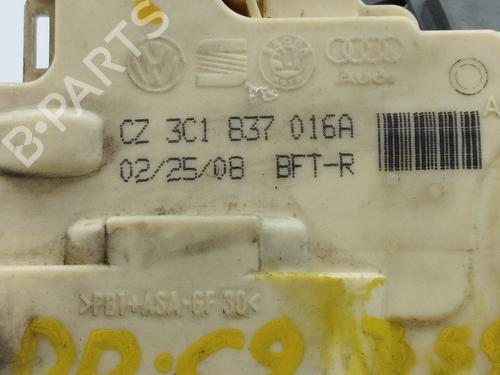 B-PARTS
Audi
CZ 3C1 837 016A
02/25/08 BFT-R
>PBT+ASA-GF 30<